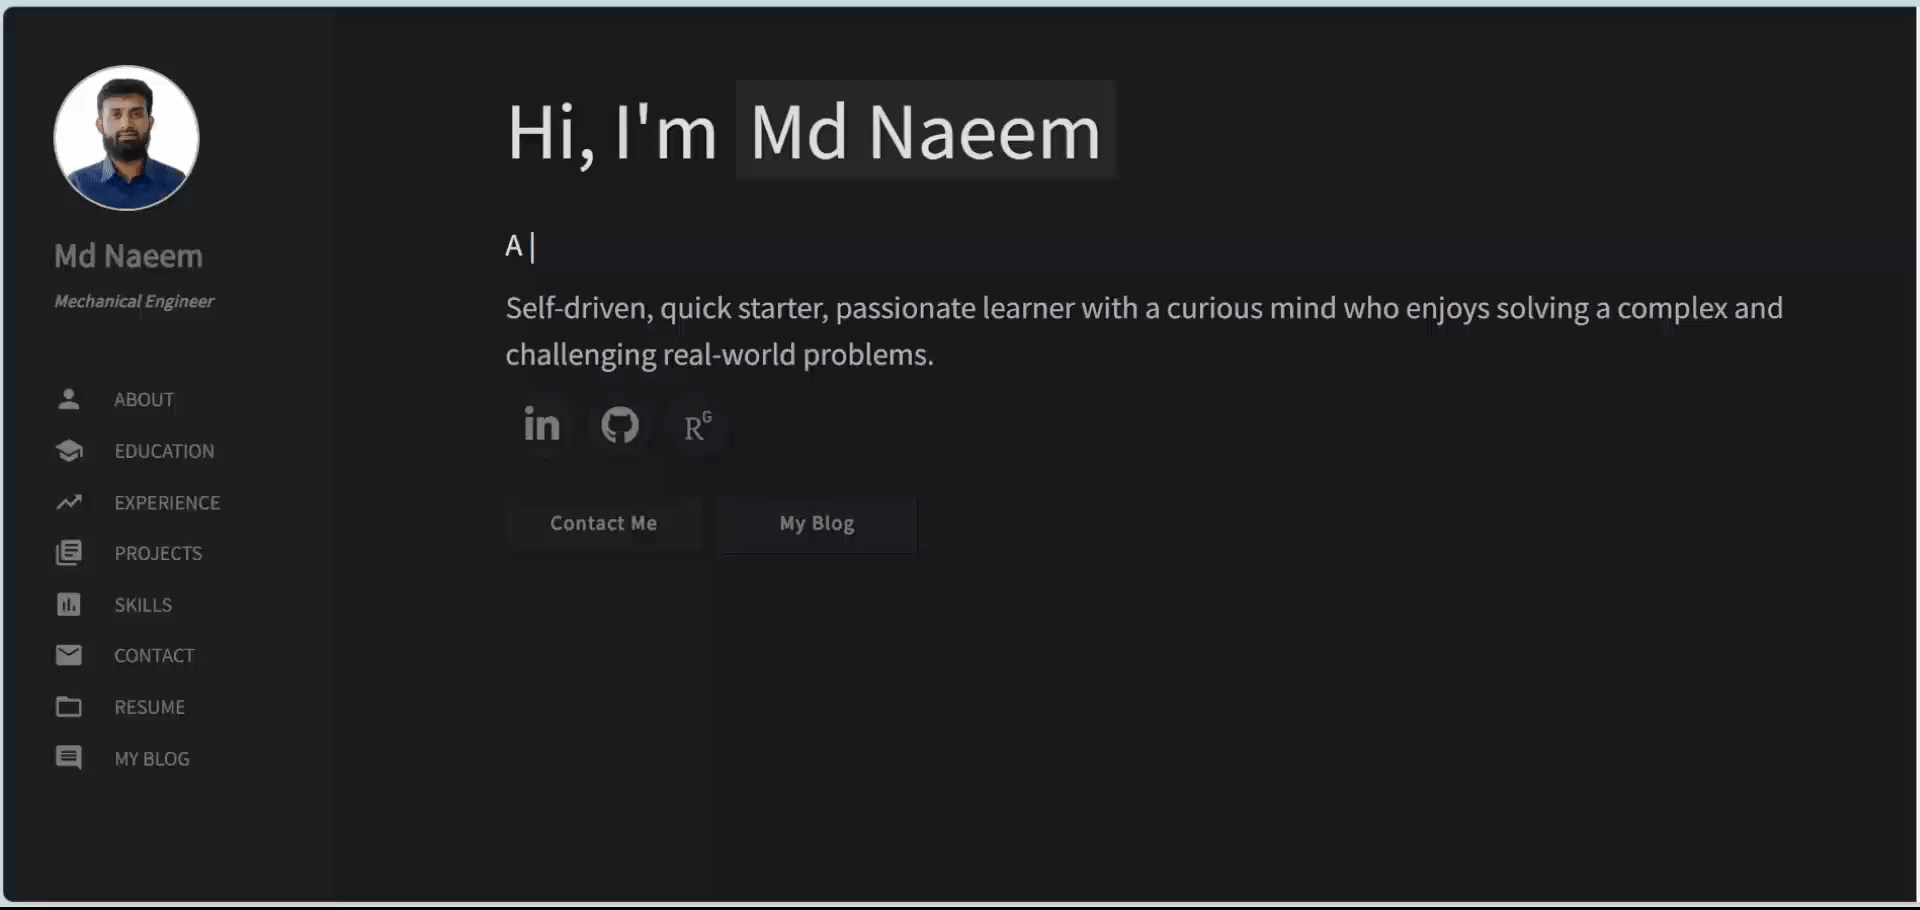 Md Naeem
Mechanical Engineer
ABOUT
EDUCATION
EXPERIENCE
PROJECTS
SKILLS
CONTACT
RESUME
MY BLOG
Hi, I'm Md Naeem
A |
Self-driven, quick starter, passionate learner with a curious mind who enjoys solving a complex and
challenging real-world problems.
in
RG
Contact Me
My Blog